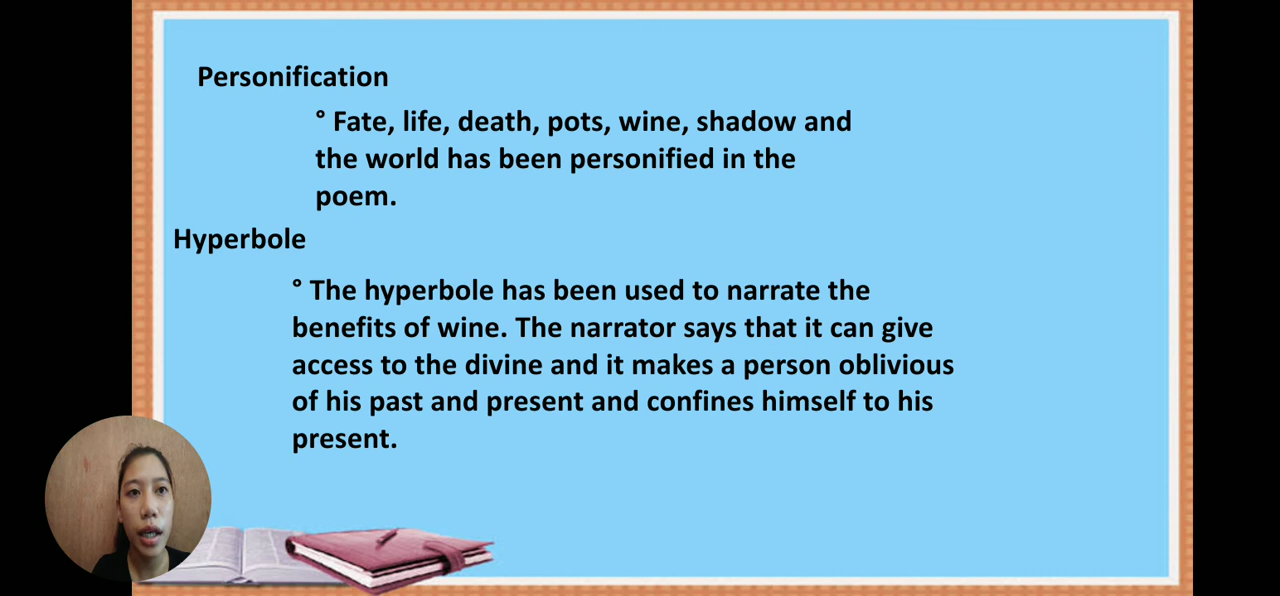 Personification
° Fate, life, death, pots, wine, shadow and
the world has been personified in the
poem.
Hyperbole
° The hyperbole has been used to narrate the
benefits of wine. The narrator says that it can give
access to the divine and it makes a person oblivious
of his past and present and confines himself to his
present.